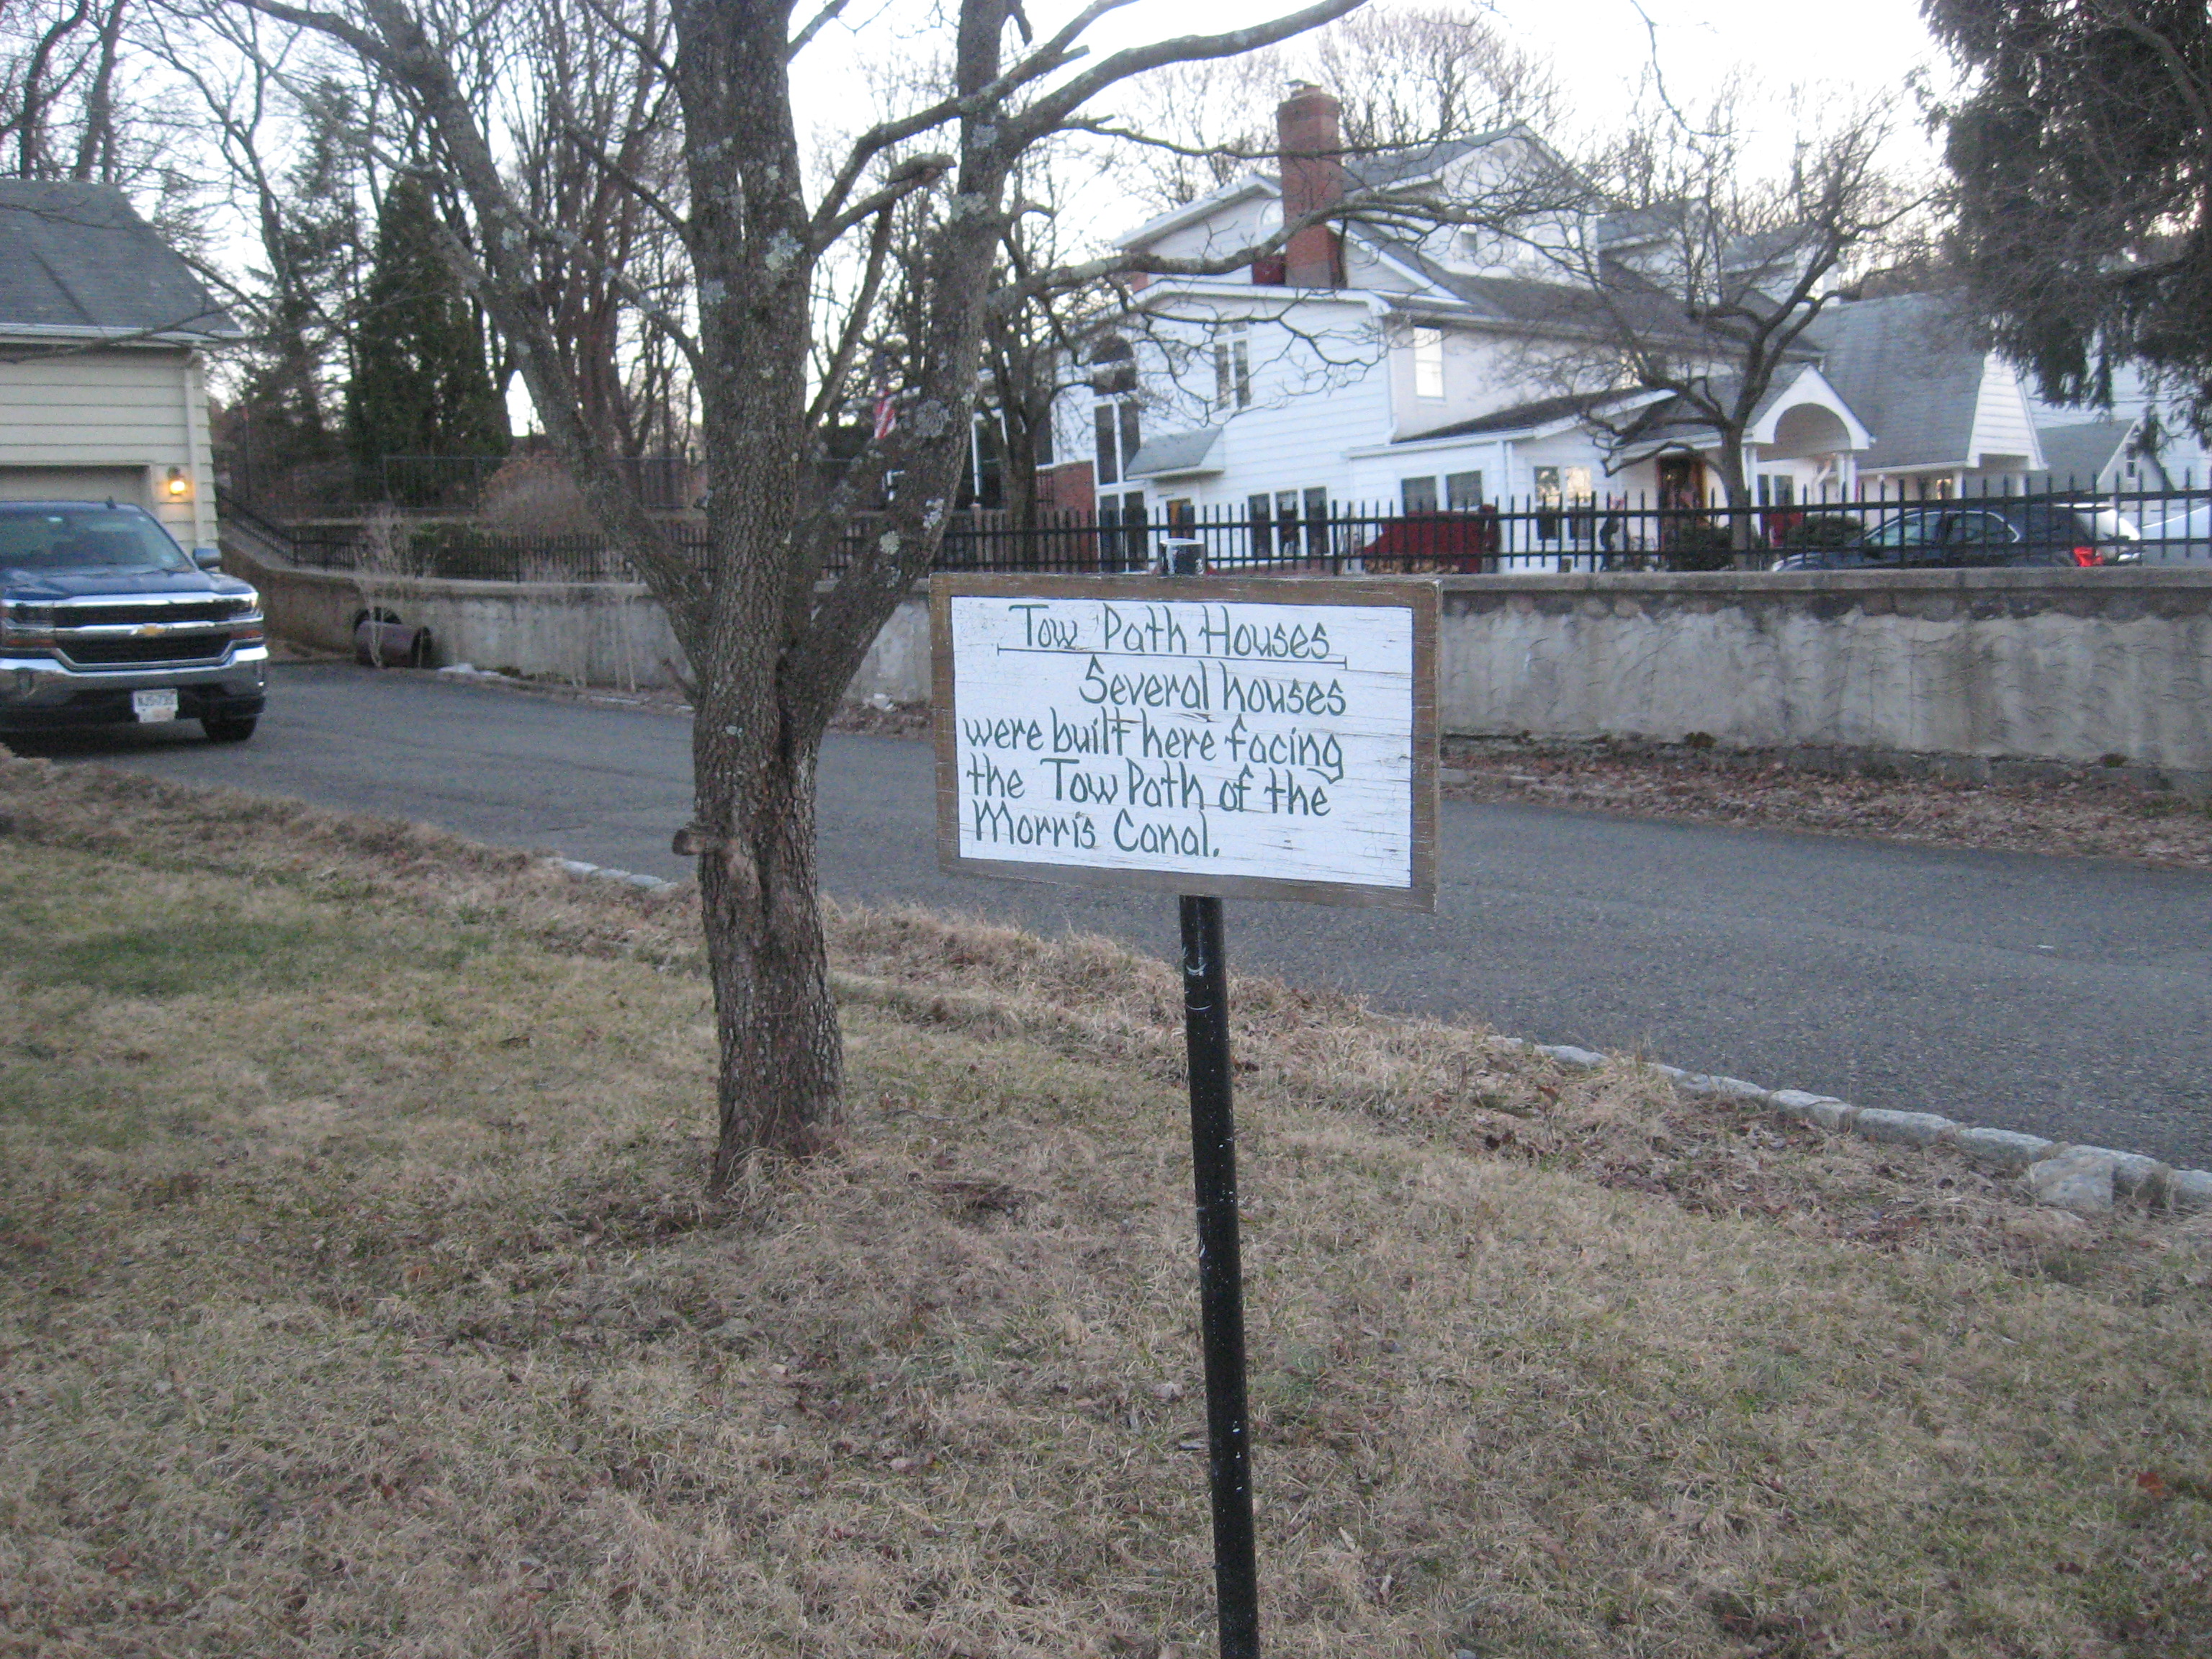 Tow Path Houses
Several houses
were built here facing
the Tow Path of the
Morris Canal.